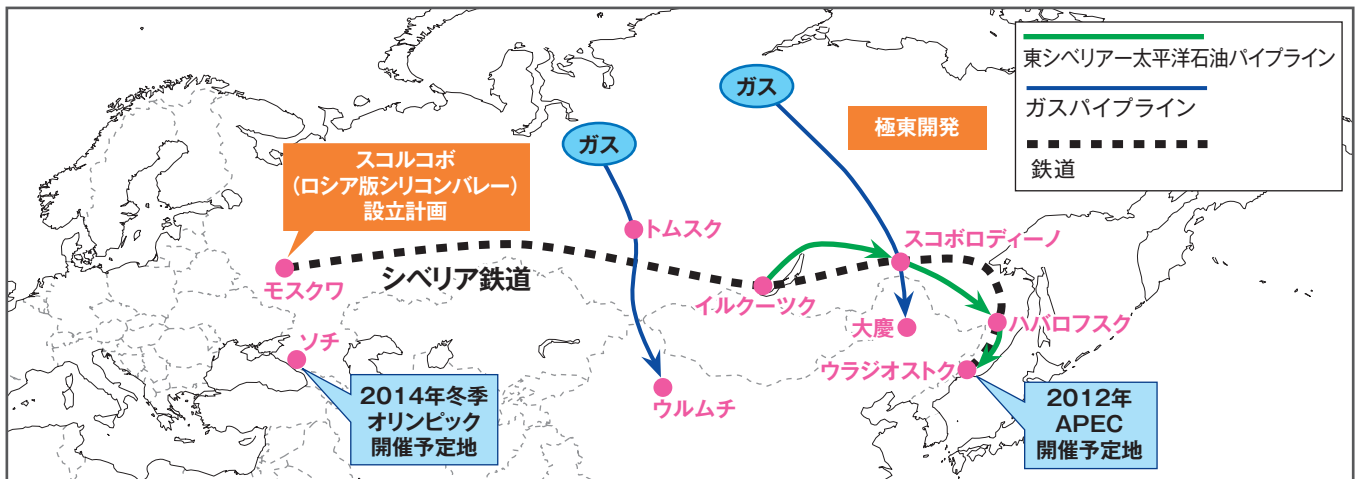 東シベリアー太平洋石油パイプライン
ガスパイプライン
鉄道
ガス
ガス
極東開発
スコルコボ
（ロシア版シリコンバレー）
設立計画
トムスク
スコボロディーノ
モスクワ
シベリア鉄道
イルクーツク
大慶
ハバロフスク
ソチ
ウラジオストク
ウルムチ
2014年冬季
オリンピック
開催予定地
2012年
APEC
開催予定地